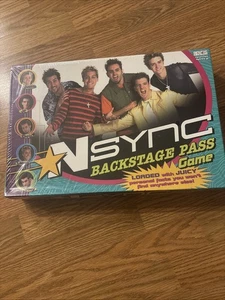 NSYNC
BACKSTAGE PASS
Game
LOADED with JUICY
personal facts you won't
find anywhere else!